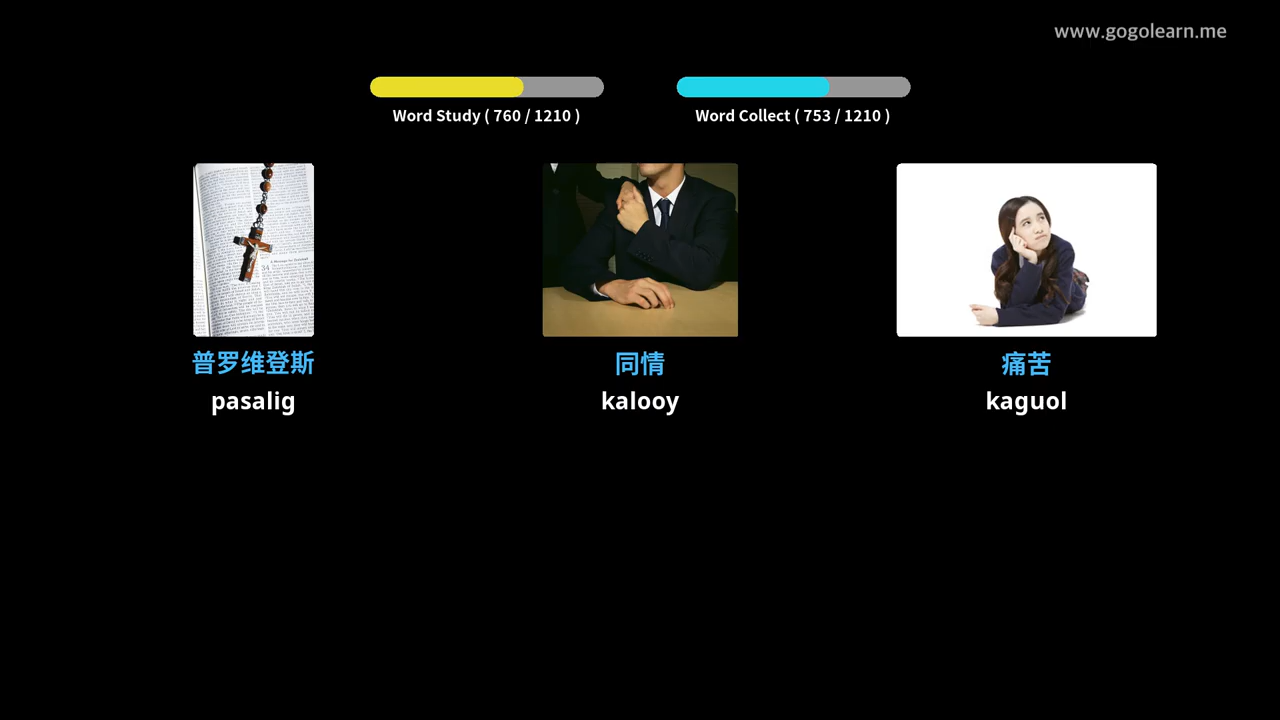 www.gogolearn.me
Word Study ( 760 / 1210 )
Word Collect ( 753 / 1210 )
普罗维登斯
同情
痛苦
pasalig
kalooy
kaguol